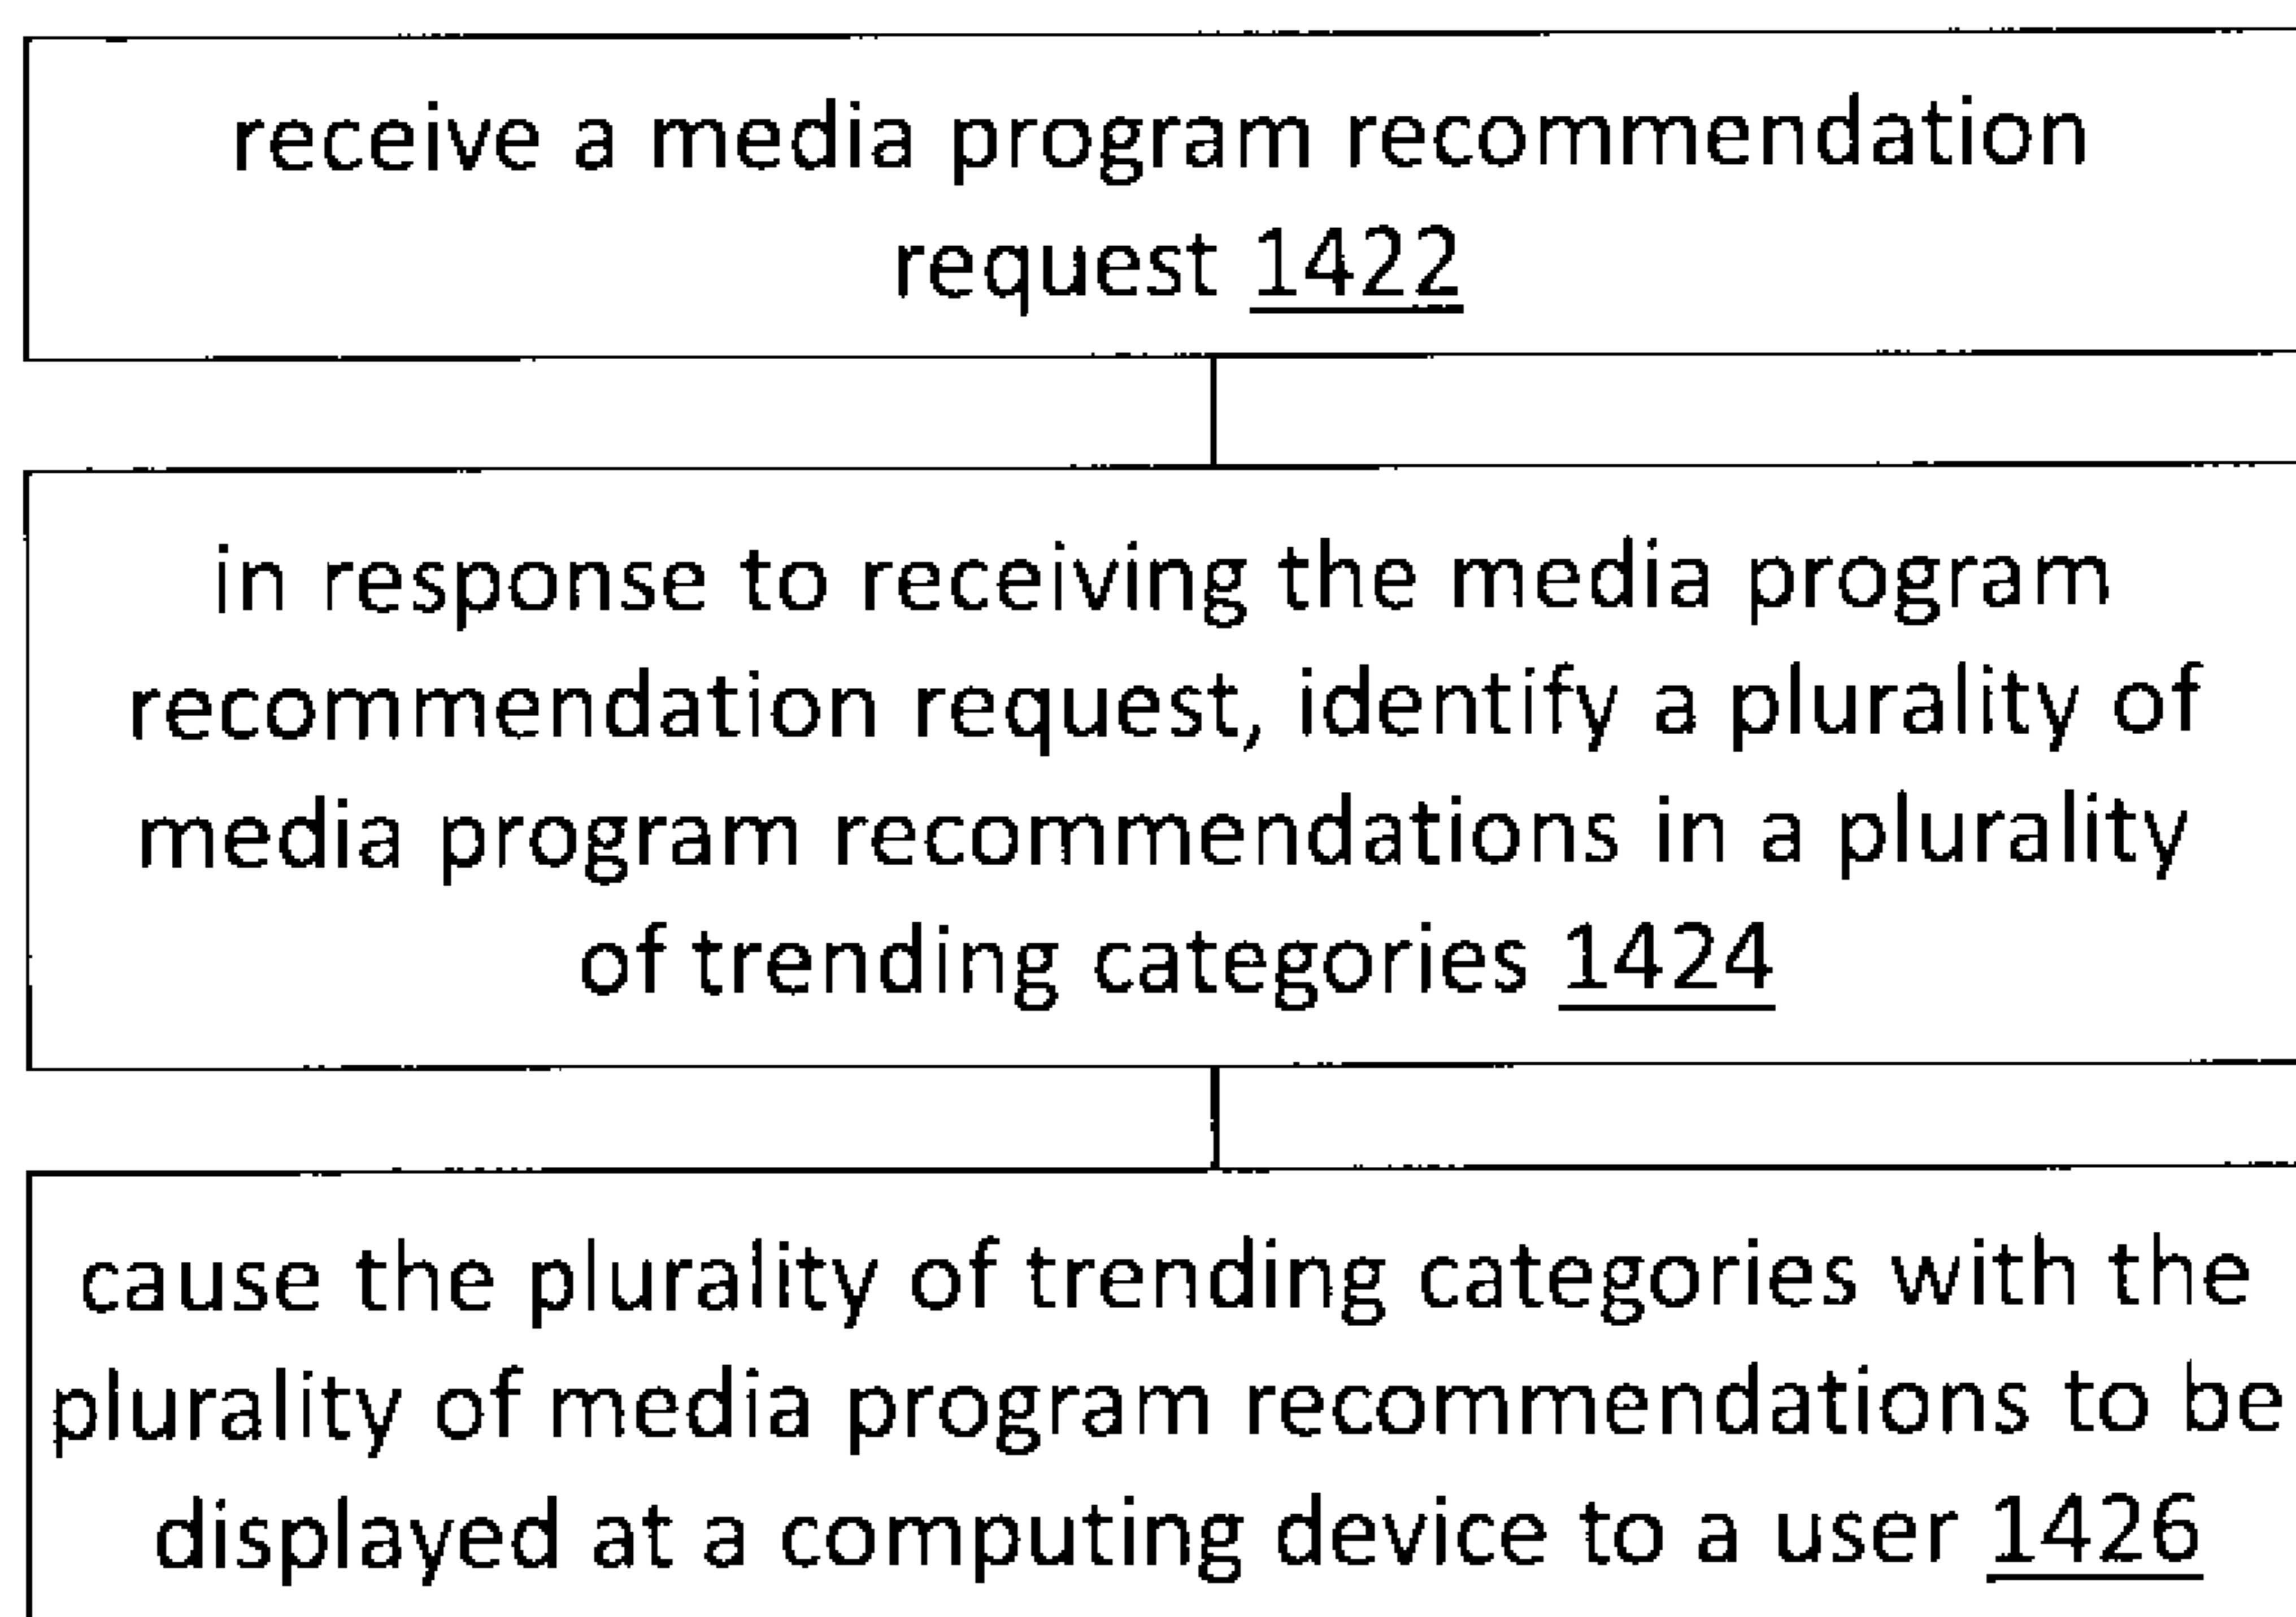 receive a media program recommendation
request 1422
in response to receiving the media program
recommendation request, identify a plurality of
media program recommendations in a plurality
of trending categories 1424
cause the plurality of trending categories with the
plurality of media program recommendations to be
displayed at a computing device to a user 1426